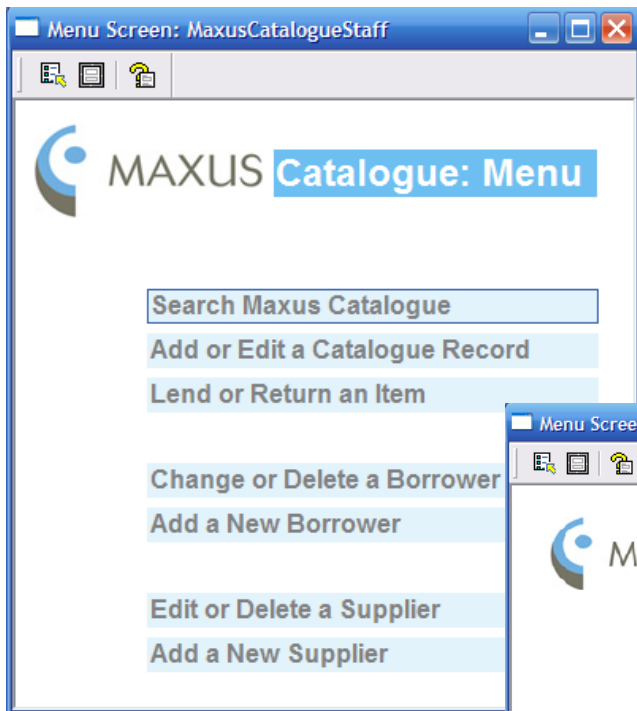 Menu Screen: MaxusCatalogueStaff
MAXUS Catalogue: Menu
Search Maxus Catalogue
Add or Edit a Catalogue Record
Lend or Return an Item
Menu Scree
Change or Delete a Borrower
Add a New Borrower
M
Edit or Delete a Supplier
Add a New Supplier